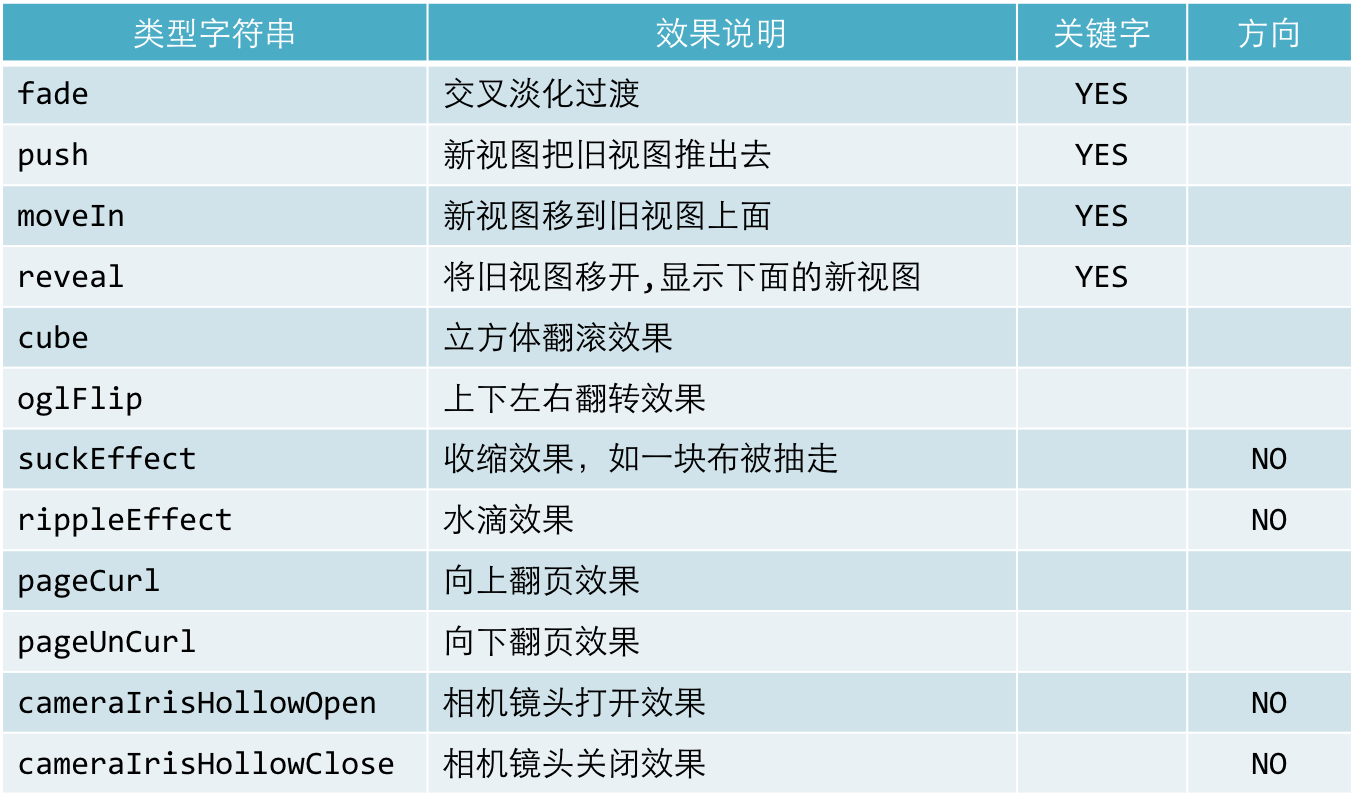 类型字符串 效果说明 关键字 方向
fade 交叉淡化过渡 YES
push 新视图把旧视图推出去 YES
moveIn 新视图移到旧视图上面 YES
reveal 将旧视图移开,显示下面的新视图 YES
cube 立方体翻滚效果
oglFlip 上下左右翻转效果
suckEffect 收缩效果，如一块布被抽走 NO
rippleEffect 水滴效果 NO
pageCurl 向上翻页效果
pageUnCurl 向下翻页效果
cameraIrisHollowOpen 相机镜头打开效果 NO
cameraIrisHollowClose 相机镜头关闭效果 NO